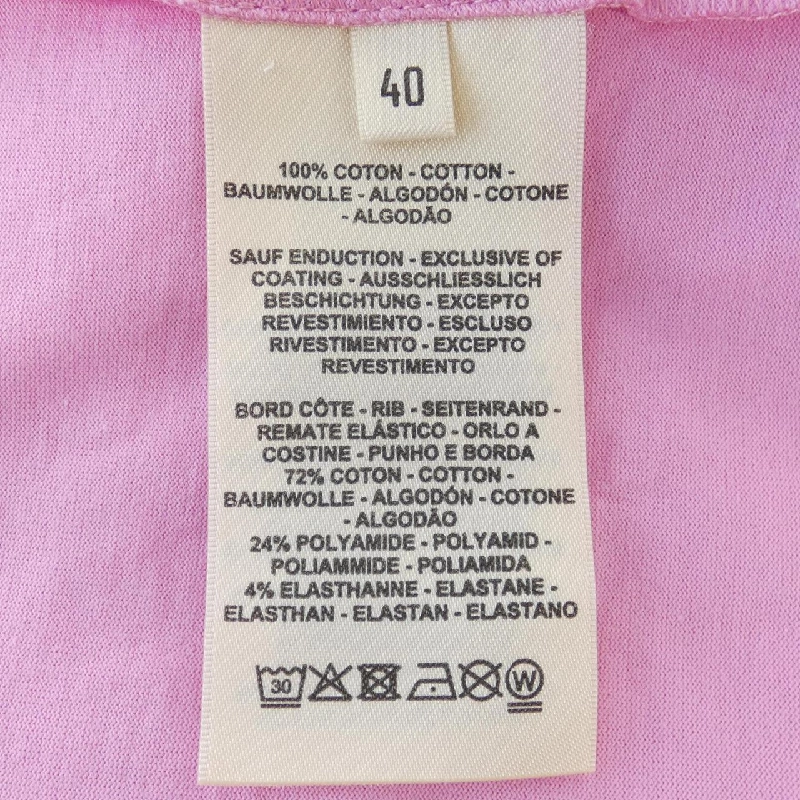 40
100% COTON - COTTON -
BAUMWOLLE - ALGODÓN - COTONE
- ALGODÃO
SAUF ENDUCTION - EXCLUSIVE OF
COATING - AUSSCHLIESSLICH
BESCHICHTUNG - EXCEPTO
REVESTIMIENTO - ESCLUSO
RIVESTIMENTO - EXCEPTO
REVESTIMENTO
BORD CÔTE - RIB - SEITENRAND -
REMATE ELÁSTICO - ORLO A
COSTINE - PUNHO E BORDA
72% COTON - COTTON -
BAUMWOLLE - ALGODÓN - COTONE
- ALGODÃO
24% POLYAMIDE - POLYAMID -
POLIAMMIDE - POLIAMIDA
4% ELASTHANNE - ELASTANE -
ELASTHAN - ELASTAN - ELASTANO
30 W